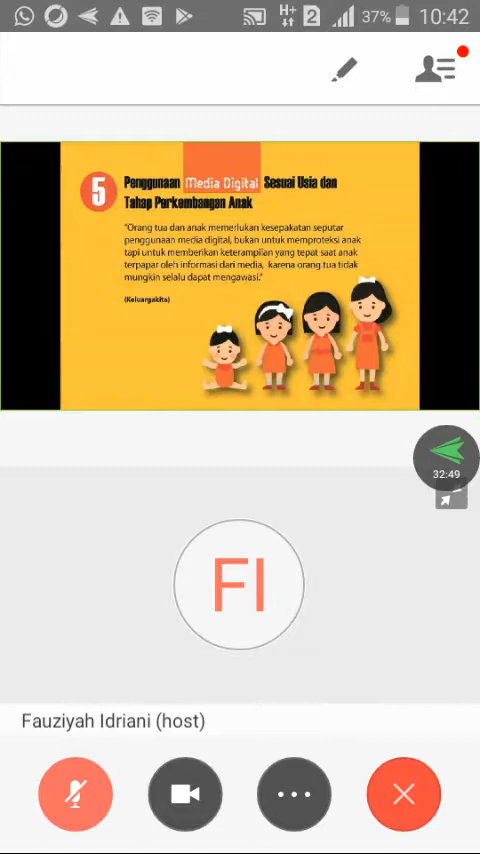 H+
2
37%
10:42
5
Penggunaan Media Digital Sesuai Usia dan
Tahap Perkembangan Anak
"Orang tua dan anak memerlukan kesepakatan seputar
penggunaan media digital, bukan untuk memproteksi anak
tapi untuk memberikan keterampilan yang tepat saat anak
terpapar oleh informasi dari media, karena orang tua tidak
mungkin selalu dapat mengawasi."
(Keluargakita)
32:49
FI
Fauziyah Idriani (host)